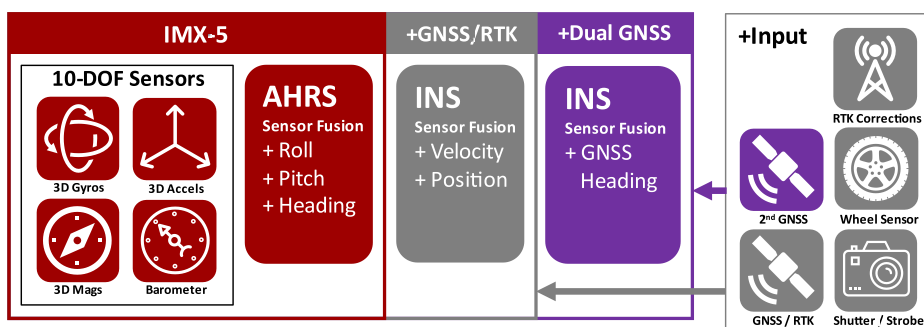 IMX-5
+GNSS/RTK
+Dual GNSS
10-DOF Sensors
3D Gyros
3D Accels
3D Mags
Barometer
AHRS
Sensor Fusion
+ Roll
+ Pitch
+ Heading
INS
Sensor Fusion
+ Velocity
+ Position
INS
Sensor Fusion
+ GNSS
Heading
+Input
RTK Corrections
2nd GNSS
Wheel Sensor
GNSS / RTK
Shutter / Strobe